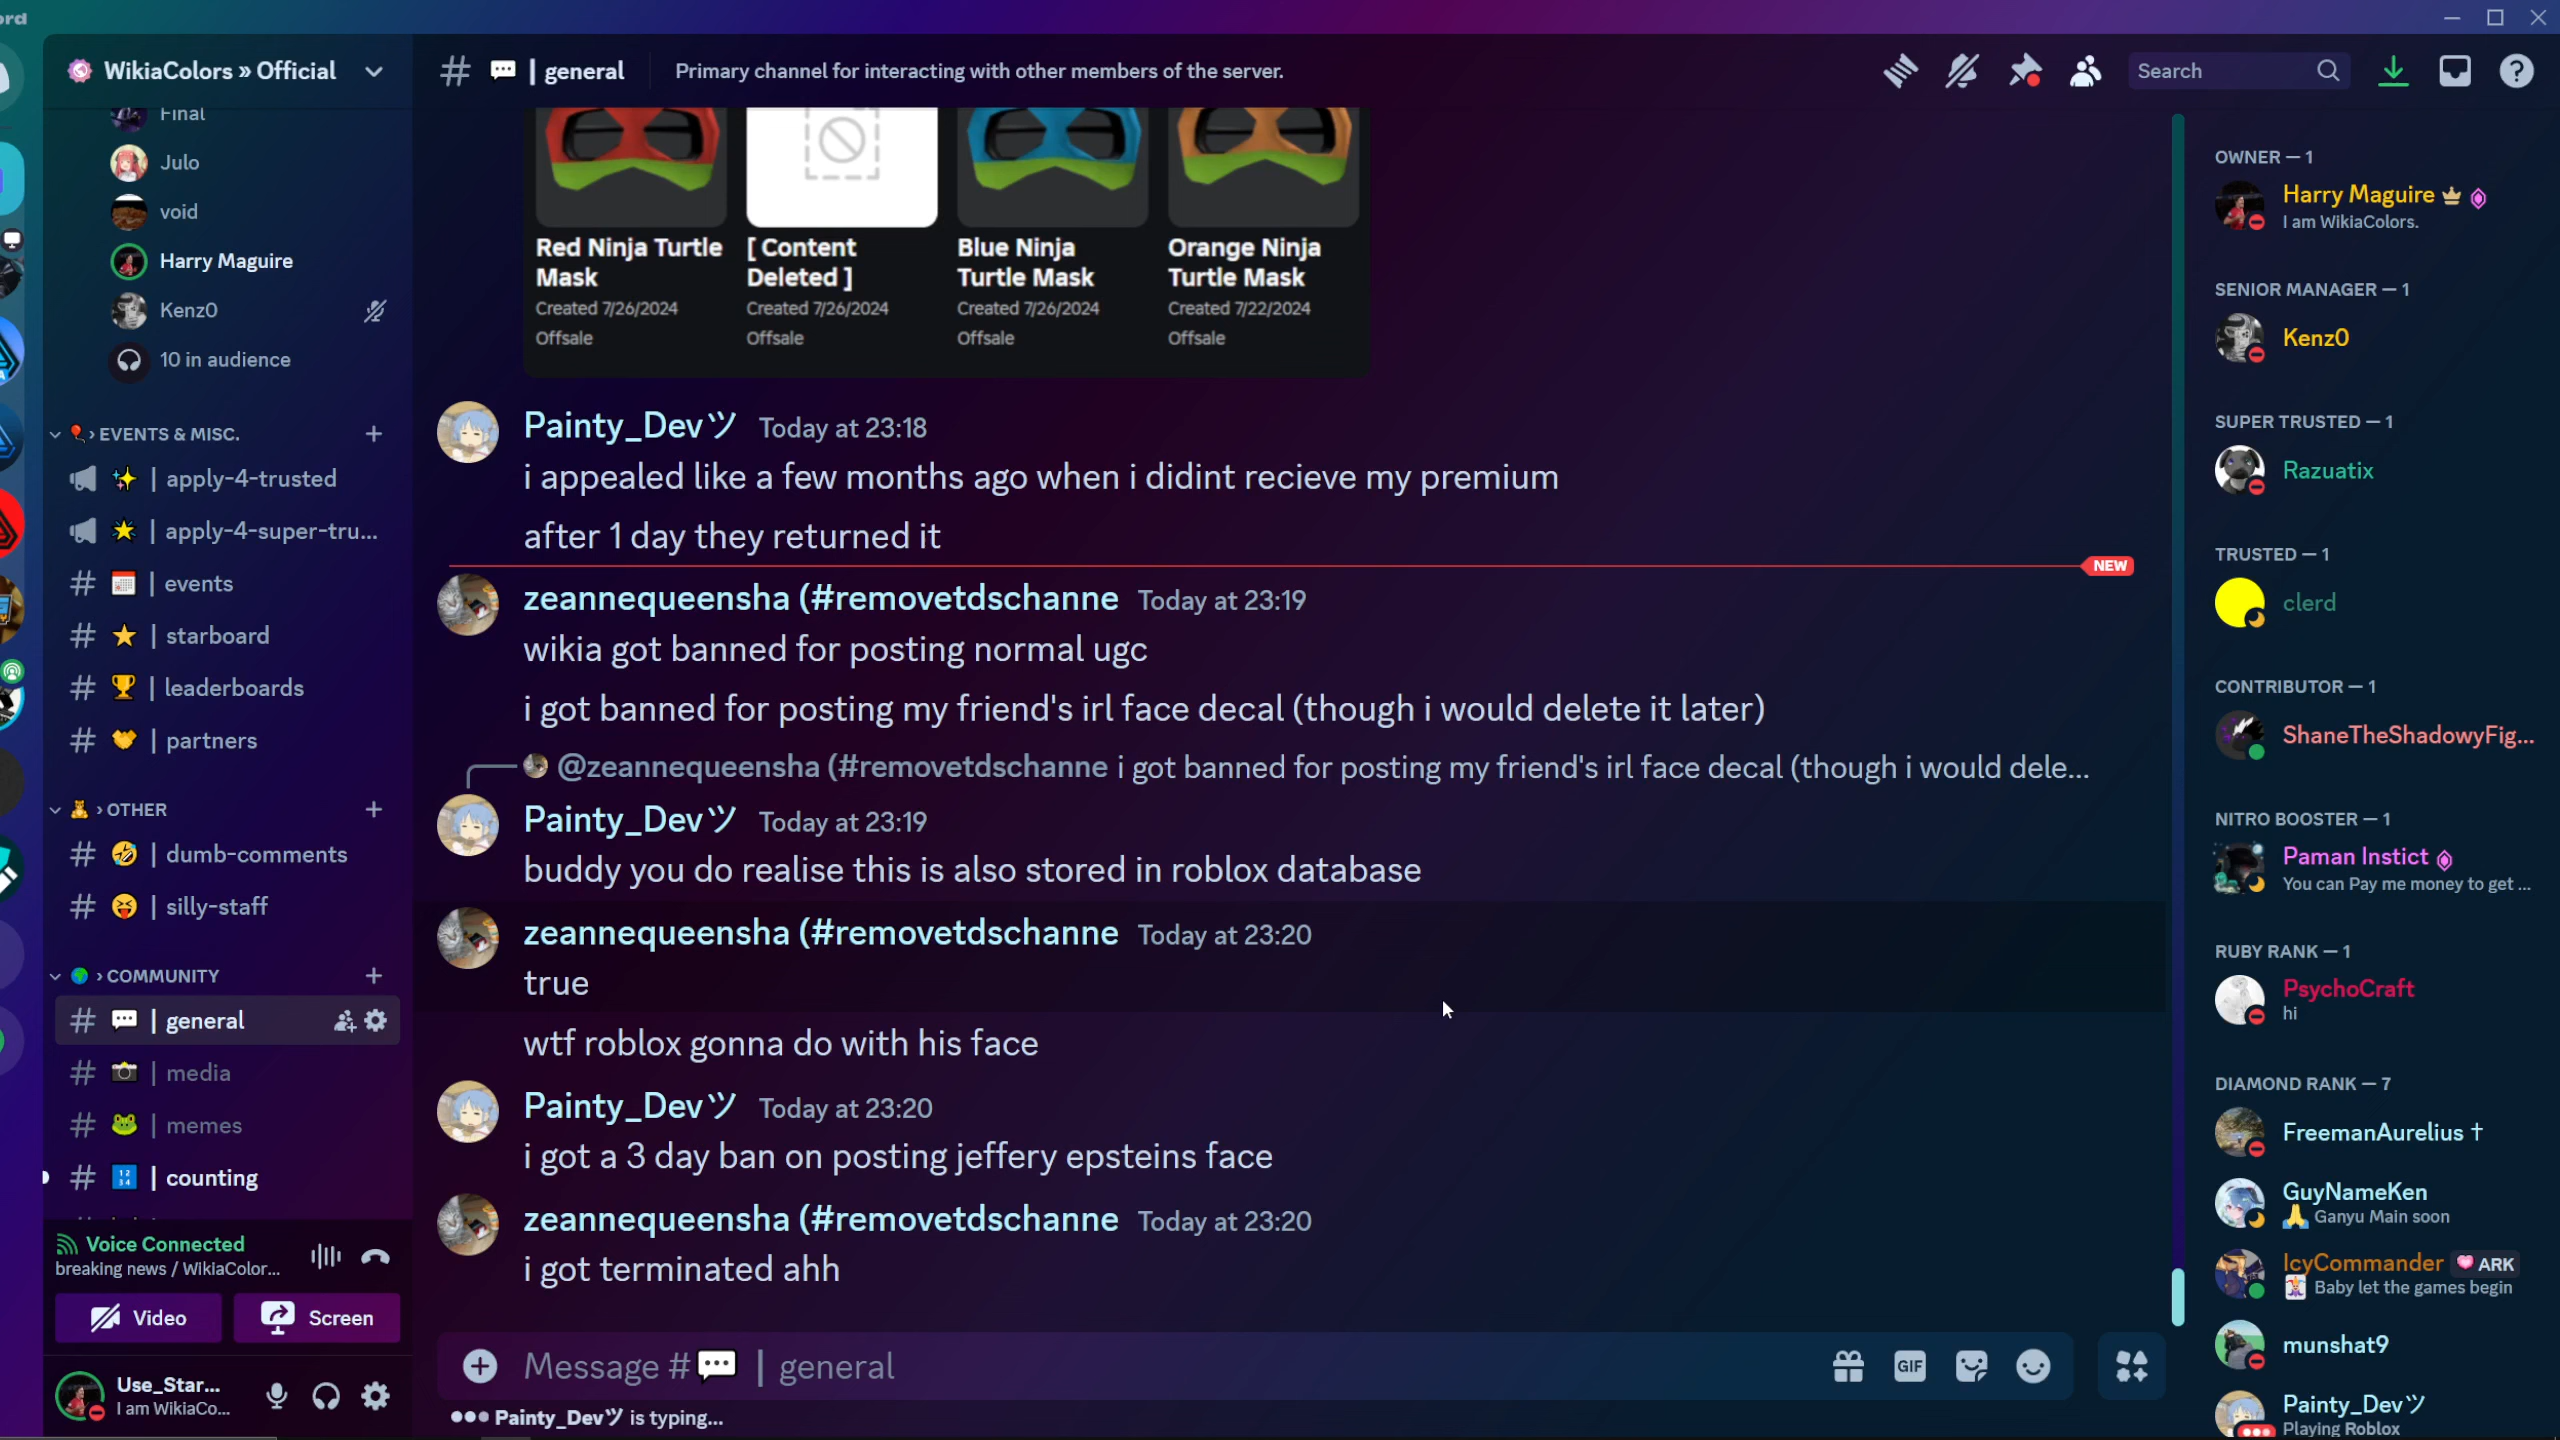 ord
WikiaColors » Official
Final
Julo
void
Harry Maguire
Kenz0
10 in audience
› EVENTS & MISC.
| apply-4-trusted
| apply-4-super-tru...
# | events
# | starboard
# | leaderboards
# | partners
› OTHER
# | dumb-comments
# | silly-staff
› COMMUNITY
# | general
# | media
# | memes
# | counting
Voice Connected
breaking news / WikiaColor...
Video
Screen
Use_Star...
I am WikiaCo...
# | general
Primary channel for interacting with other members of the server.
Search
Red Ninja Turtle Mask
Created 7/26/2024
Offsale
[ Content Deleted ]
Created 7/26/2024
Offsale
Blue Ninja Turtle Mask
Created 7/26/2024
Offsale
Orange Ninja Turtle Mask
Created 7/22/2024
Offsale
Painty_Devツ Today at 23:18
i appealed like a few months ago when i didint recieve my premium
after 1 day they returned it
NEW
zeannequeensha (#removetdschanne Today at 23:19
wikia got banned for posting normal ugc
i got banned for posting my friend's irl face decal (though i would delete it later)
@zeannequeensha (#removetdschanne i got banned for posting my friend's irl face decal (though i would dele...
Painty_Devツ Today at 23:19
buddy you do realise this is also stored in roblox database
zeannequeensha (#removetdschanne Today at 23:20
true
wtf roblox gonna do with his face
Painty_Devツ Today at 23:20
i got a 3 day ban on posting jeffery epsteins face
zeannequeensha (#removetdschanne Today at 23:20
i got terminated ahh
Message # | general
GIF
Painty_Devツ is typing...
OWNER — 1
Harry Maguire
I am WikiaColors.
SENIOR MANAGER — 1
Kenz0
SUPER TRUSTED — 1
Razuatix
TRUSTED — 1
clerd
CONTRIBUTOR — 1
ShaneTheShadowyFig...
NITRO BOOSTER — 1
Paman Instict
You can Pay me money to get ...
RUBY RANK — 1
PsychoCraft
hi
DIAMOND RANK — 7
FreemanAurelius †
GuyNameKen
Ganyu Main soon
IcyCommander ARK
Baby let the games begin
munshat9
Painty_Devツ
Playing Roblox